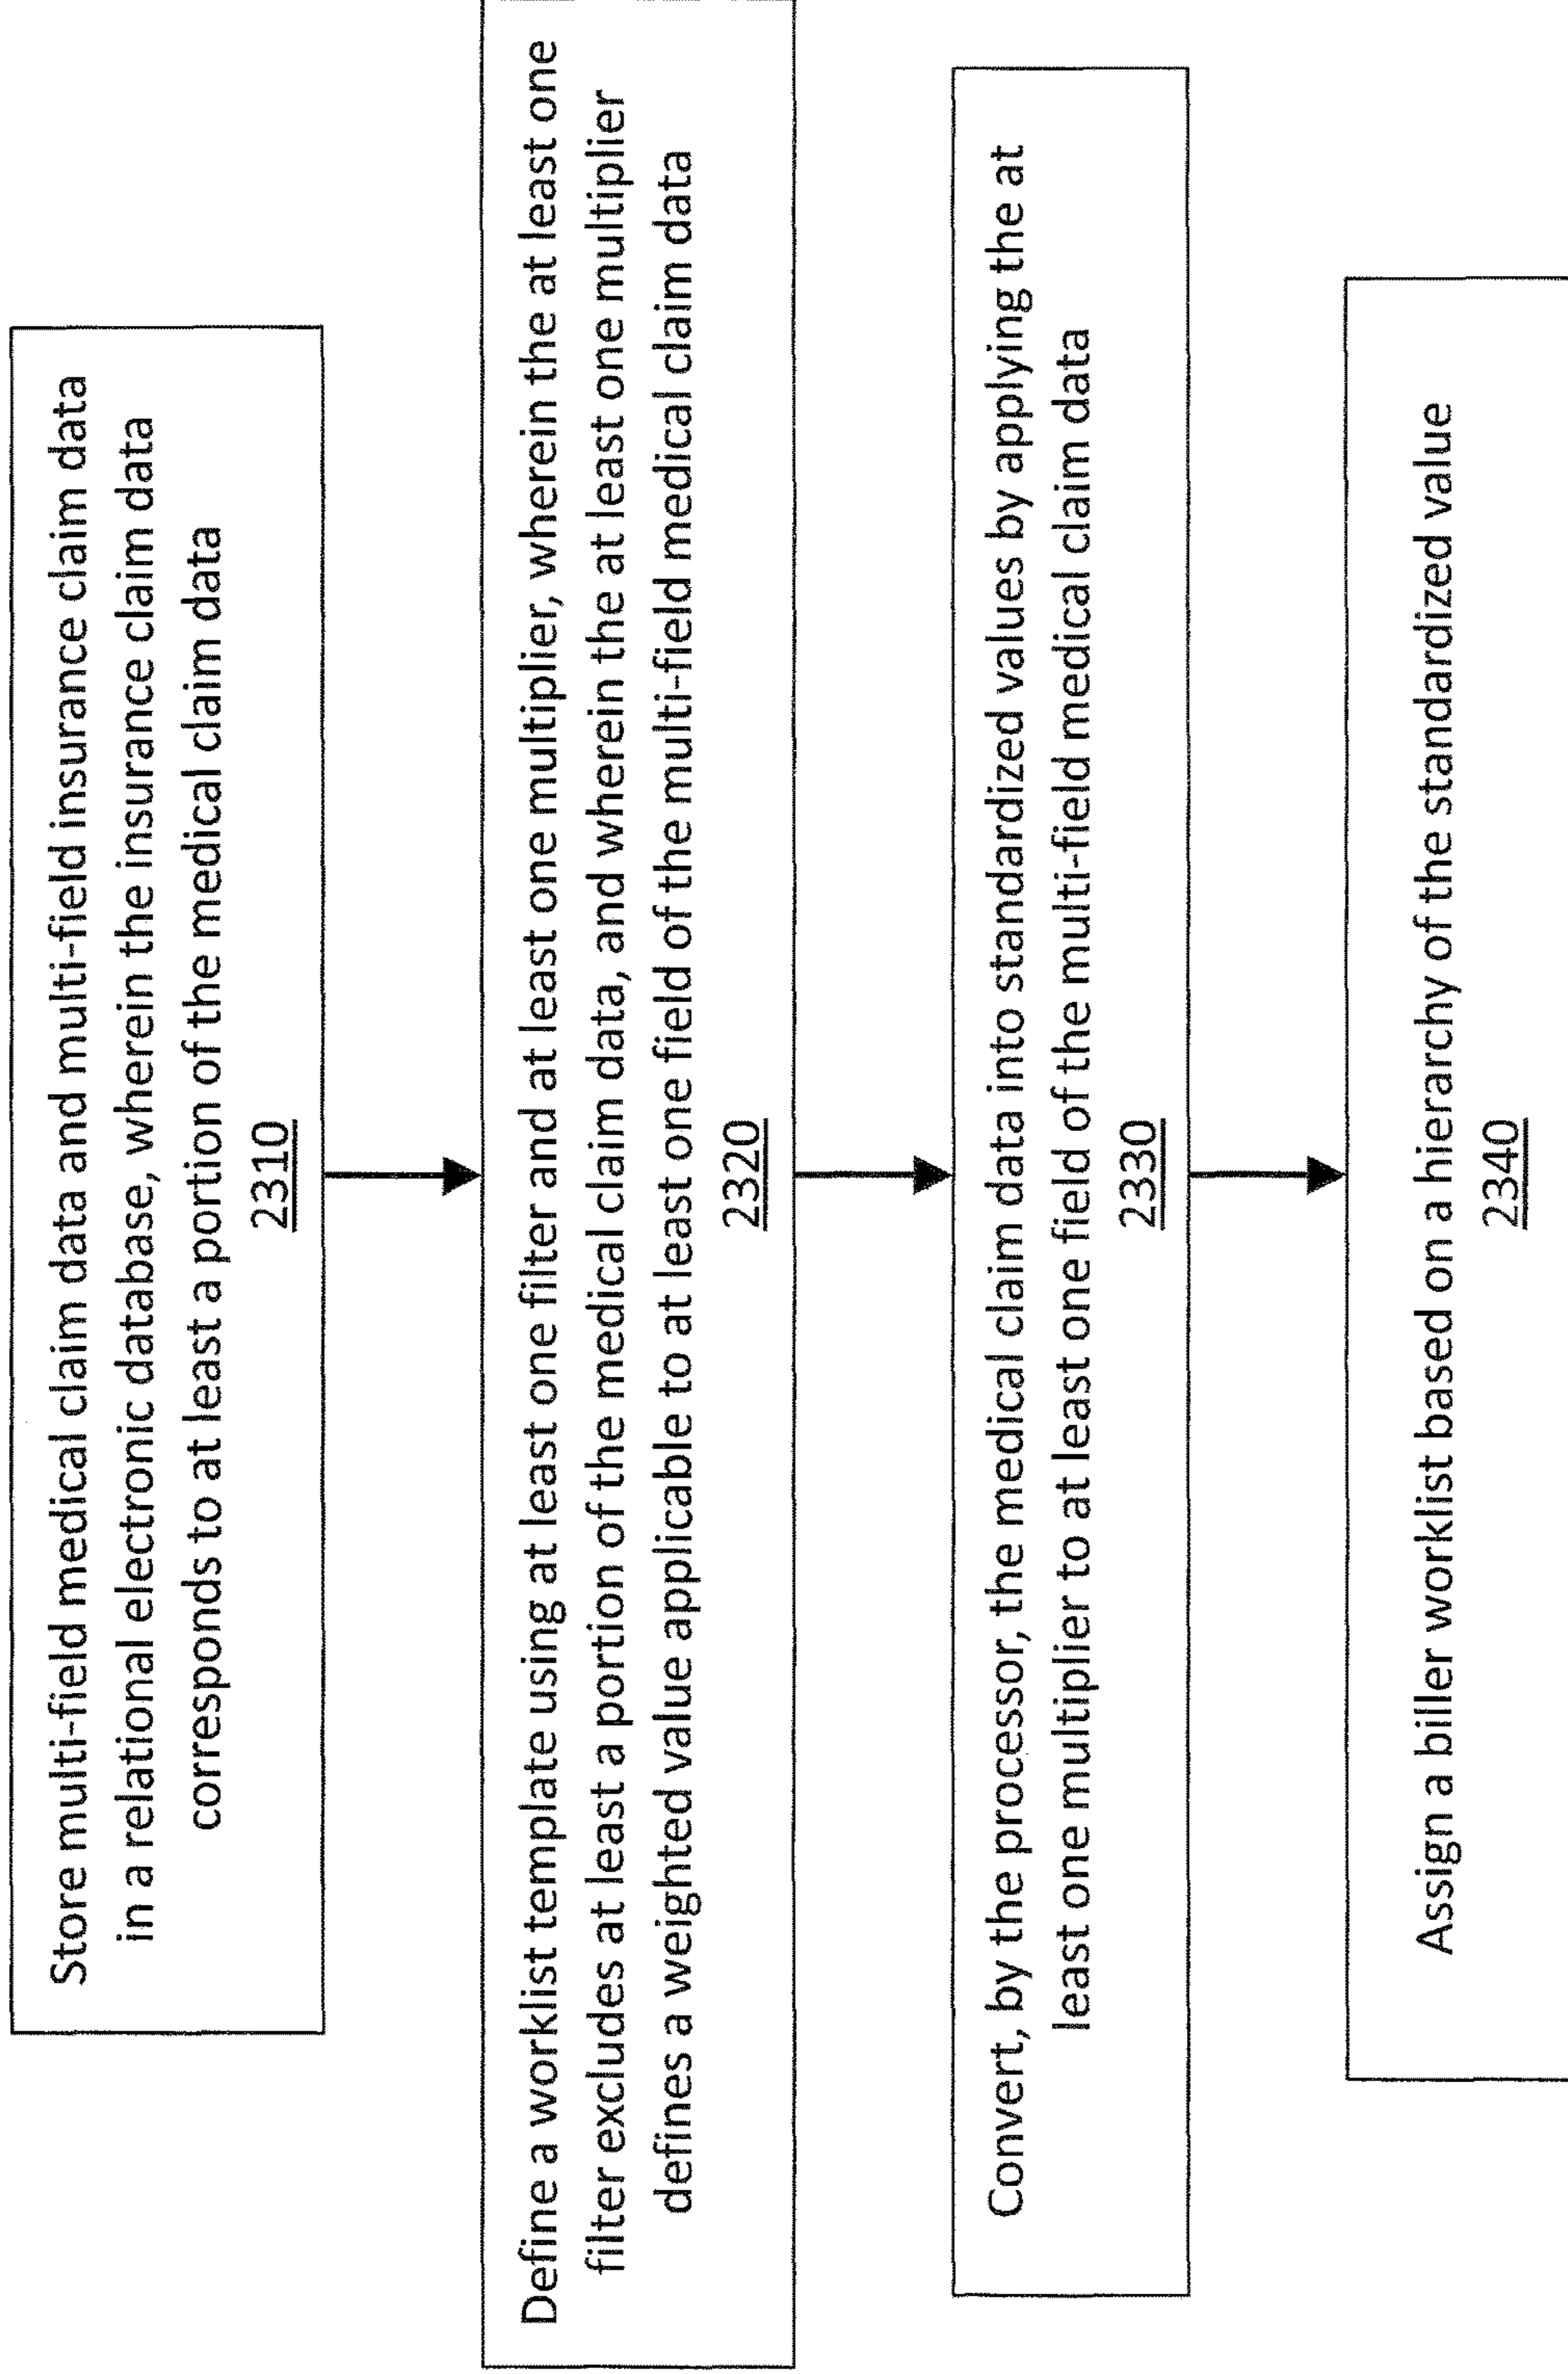 Store multi-field medical claim data and multi-field insurance claim data
in a relational electronic database, wherein the insurance claim data
corresponds to at least a portion of the medical claim data
2310
Define a worklist template using at least one filter and at least one multiplier, wherein the at least one
filter excludes at least a portion of the medical claim data, and wherein the at least one multiplier
defines a weighted value applicable to at least one field of the multi-field medical claim data
2320
Convert, by the processor, the medical claim data into standardized values by applying the at
least one multiplier to at least one field of the multi-field medical claim data
2330
Assign a biller worklist based on a hierarchy of the standardized value
2340